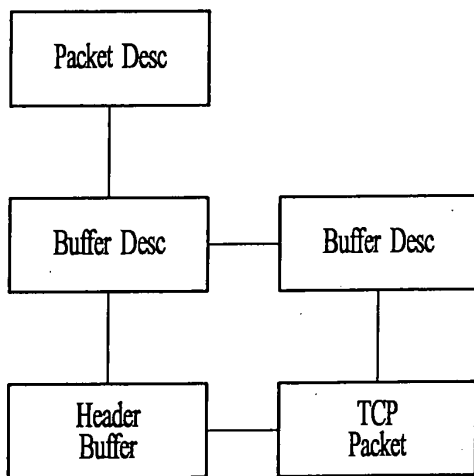 Packet Desc
Buffer Desc
Buffer Desc
Header
Buffer
TCP
Packet